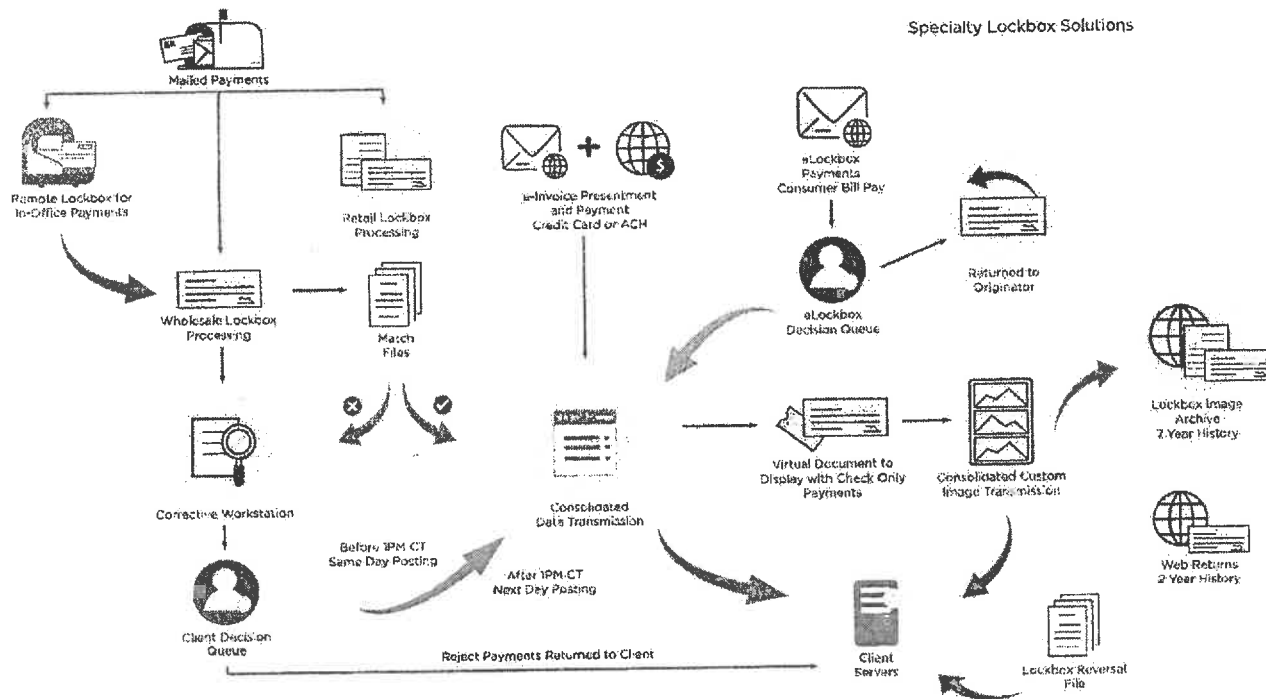 Specialty Lockbox Solutions
Mailed Payments
Remote Lockbox for
In-Office Payments
Retail Lockbox
Processing
e-Invoice Presentment
and Payment
Credit Card or ACH
eLockbox
Payments
Consumer Bill Pay
Returned to
Originator
eLockbox
Decision Queue
Wholesale Lockbox
Processing
Match
Files
Corrective Workstation
Consolidated
Data Transmission
Virtual Document to
Display with Check Only
Payments
Consolidated Custom
Image Transmission
Lockbox Image
Archive
7-Year History
Web Returns
2-Year History
Before 1PM CT
Same Day Posting
After 1PM CT
Next Day Posting
Client Decision
Queue
Reject Payments Returned to Client
Client
Servers
Lockbox Reversal
File